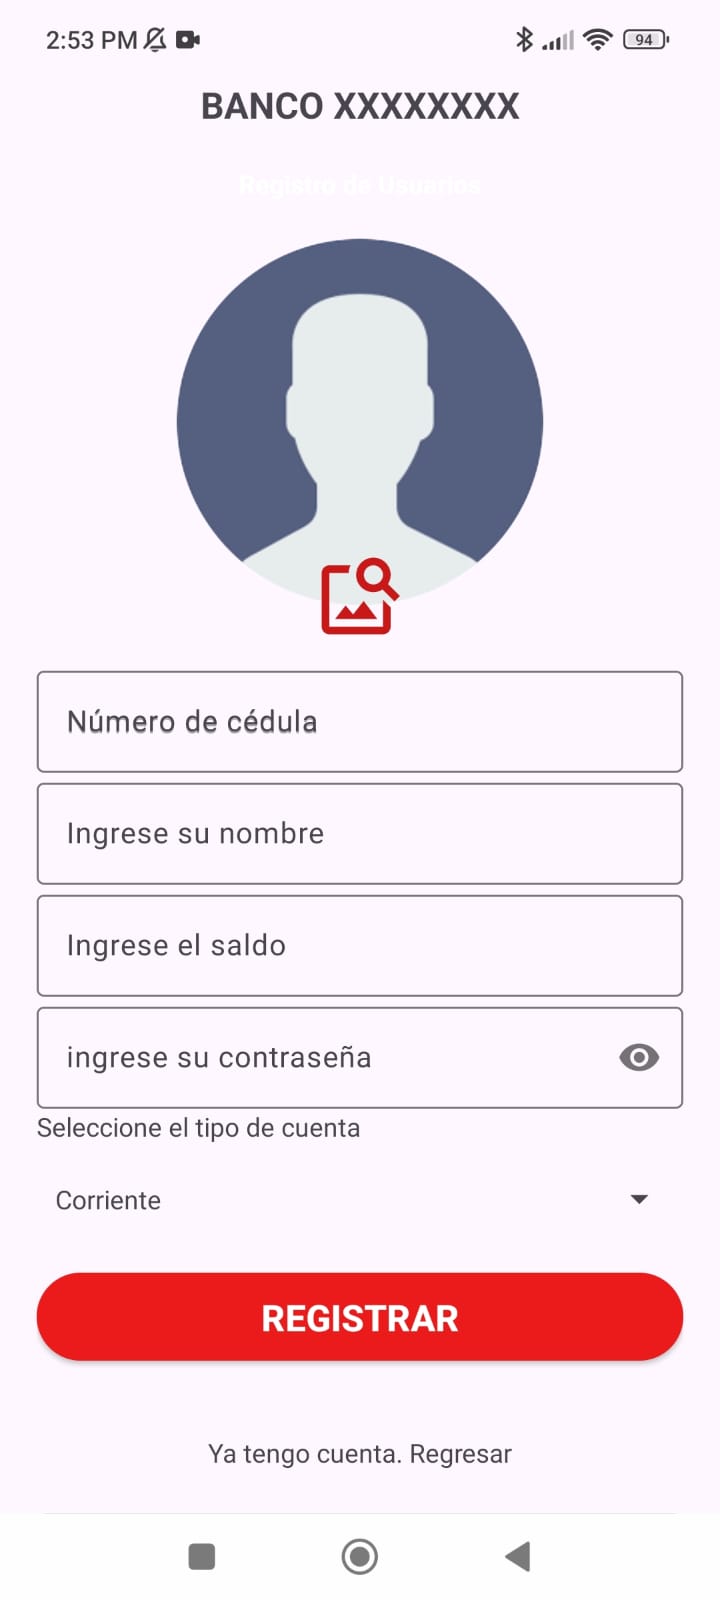 2:53 PM
94
BANCO XXXXXXXX
Registro de Usuarios
Número de cédula
Ingrese su nombre
Ingrese el saldo
ingrese su contraseña
Seleccione el tipo de cuenta
Corriente
REGISTRAR
Ya tengo cuenta. Regresar